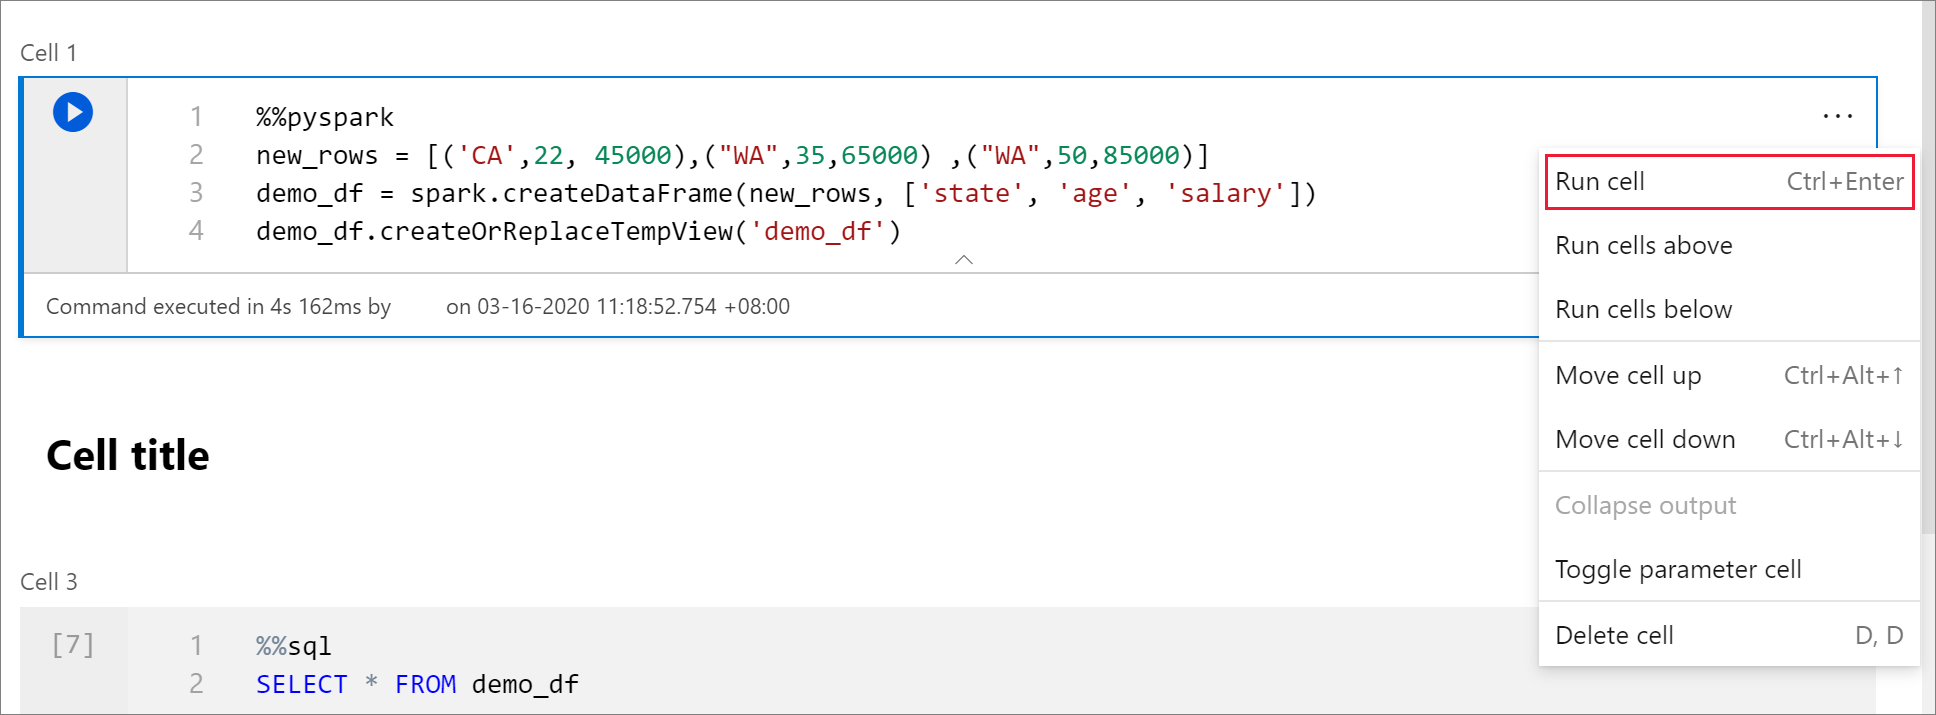 Cell 1
1 %%pyspark
2 new_rows = [('CA',22, 45000),("WA",35,65000) ,("WA",50,85000)]
3 demo_df = spark.createDataFrame(new_rows, ['state', 'age', 'salary'])
4 demo_df.createOrReplaceTempView('demo_df')
Command executed in 4s 162ms by on 03-16-2020 11:18:52.754 +08:00
...
Run cell Ctrl+Enter
Run cells above
Run cells below
Move cell up Ctrl+Alt+↑
Move cell down Ctrl+Alt+↓
Collapse output
Toggle parameter cell
Delete cell D, D
Cell title
Cell 3
[7]
1 %%sql
2 SELECT * FROM demo_df